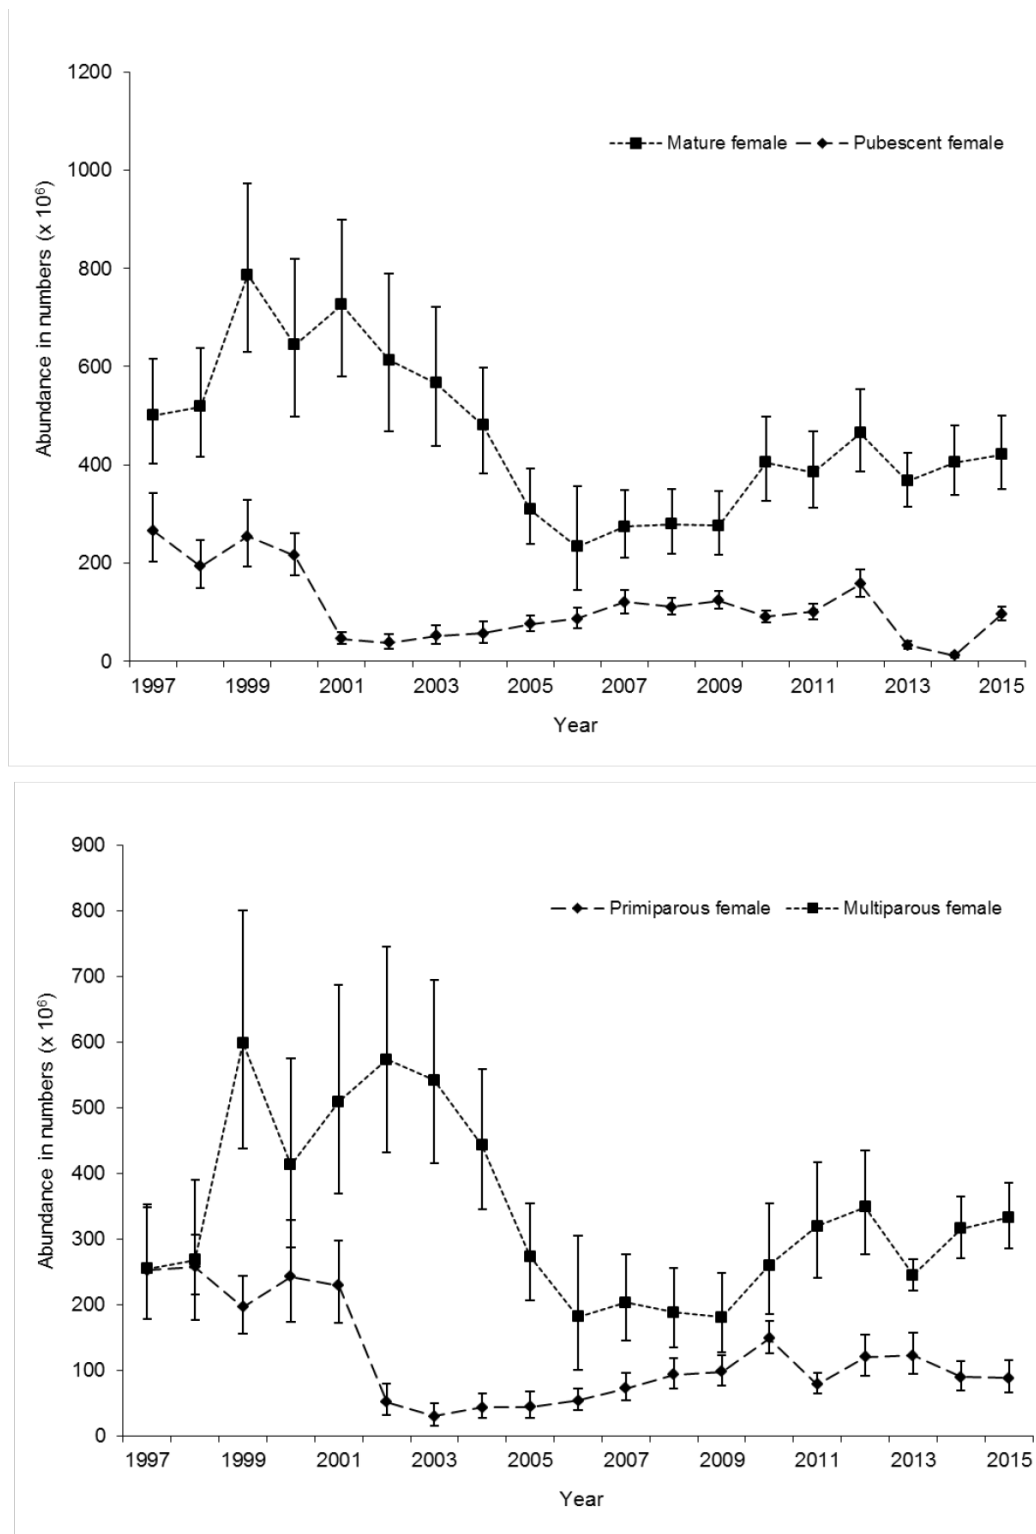 1200
1000
800
600
400
200
0
Abundance in numbers (x 10⁶)
Mature female Pubescent female
1997 1999 2001 2003 2005 2007 2009 2011 2013 2015
Year
900
800
700
600
500
400
300
200
100
0
Abundance in numbers (x 10⁶)
Primiparous female Multiparous female
1997 1999 2001 2003 2005 2007 2009 2011 2013 2015
Year